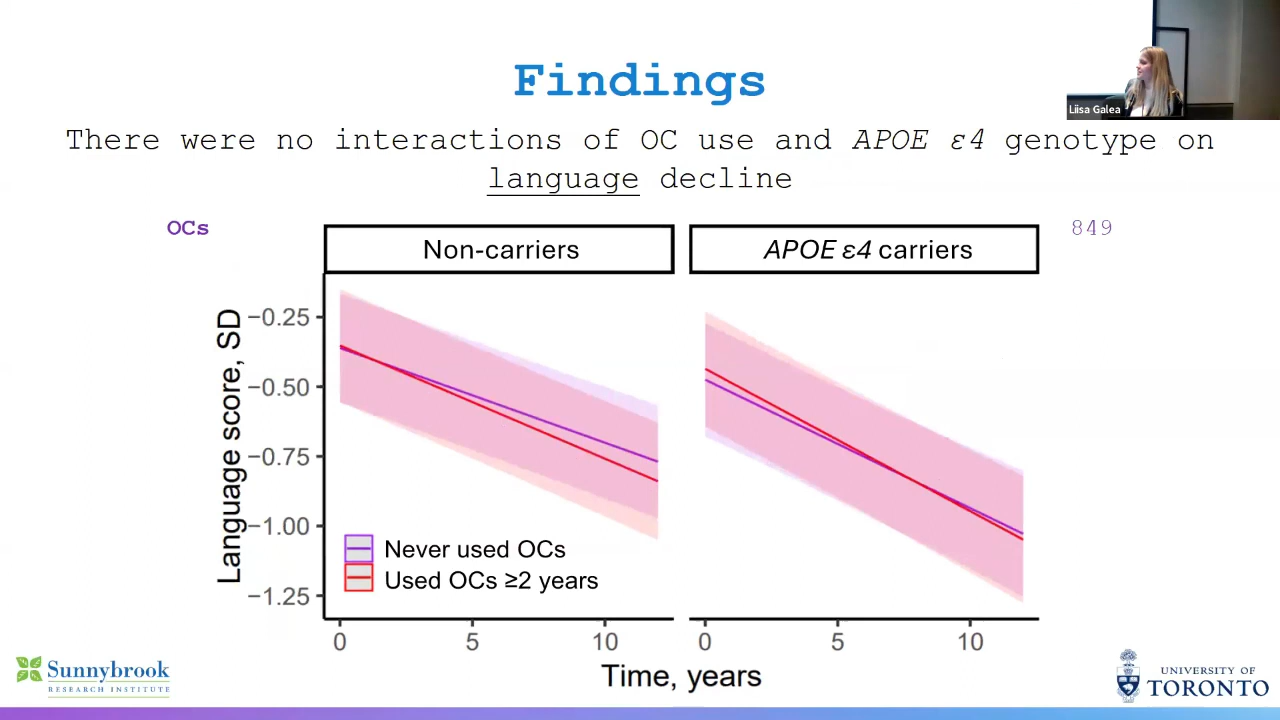 Findings
Liisa Galea
There were no interactions of OC use and APOE ε4 genotype on
language decline
OCs
849
Non-carriers
APOE ε4 carriers
Language score, SD
−0.25
−0.50
−0.75
−1.00
−1.25
Never used OCs
Used OCs ≥2 years
0 5 10
0 5 10
Time, years
Sunnybrook
RESEARCH INSTITUTE
UNIVERSITY OF
TORONTO